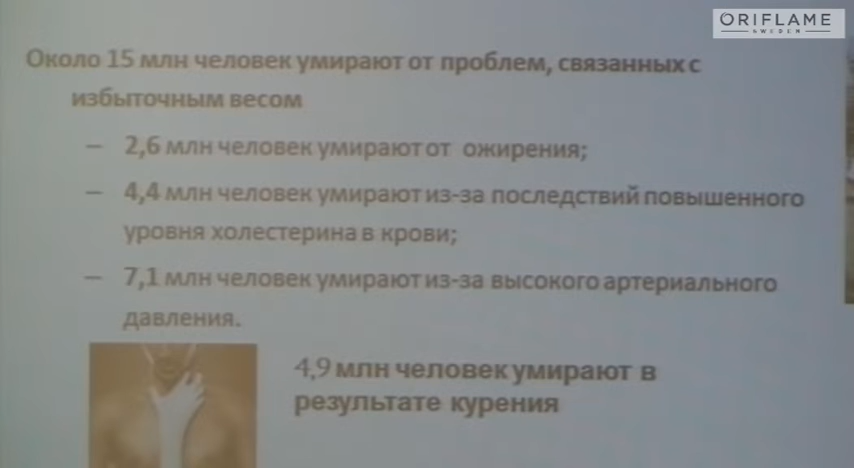 ORIFLAME
SWEDEN
Около 15 млн человек умирают от проблем, связанных с
избыточным весом
– 2,6 млн человек умирают от ожирения;
– 4,4 млн человек умирают из-за последствий повышенного
уровня холестерина в крови;
– 7,1 млн человек умирают из-за высокого артериального
давления.
4,9 млн человек умирают в
результате курения